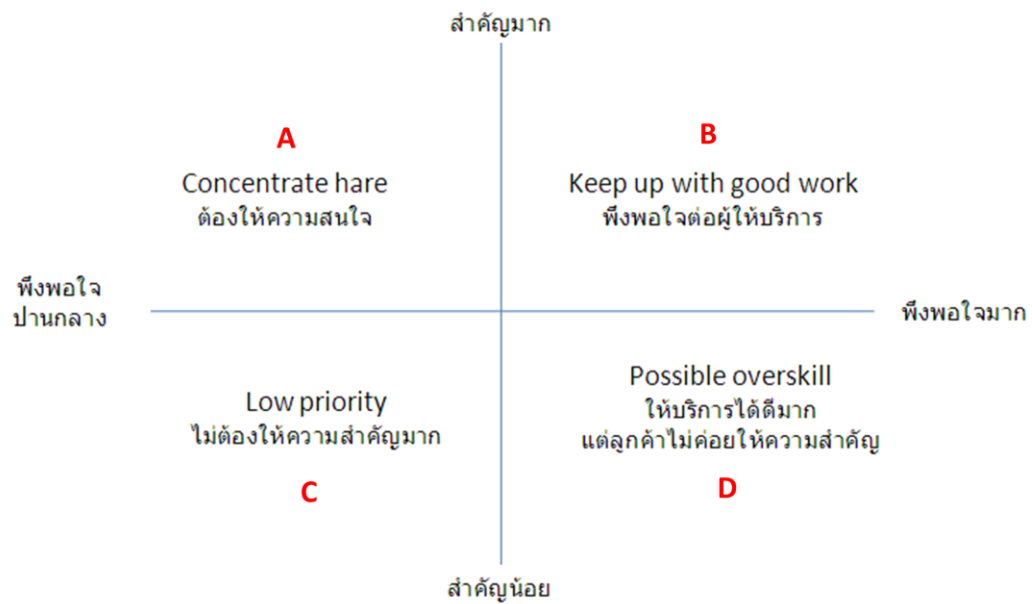 สำคัญมาก
A
Concentrate hare
ต้องให้ความสนใจ
B
Keep up with good work
พึงพอใจต่อผู้ให้บริการ
พึงพอใจ
ปานกลาง
พึงพอใจมาก
Low priority
ไม่ต้องให้ความสำคัญมาก
C
Possible overskill
ให้บริการได้ดีมาก
แต่ลูกค้าไม่ค่อยให้ความสำคัญ
D
สำคัญน้อย